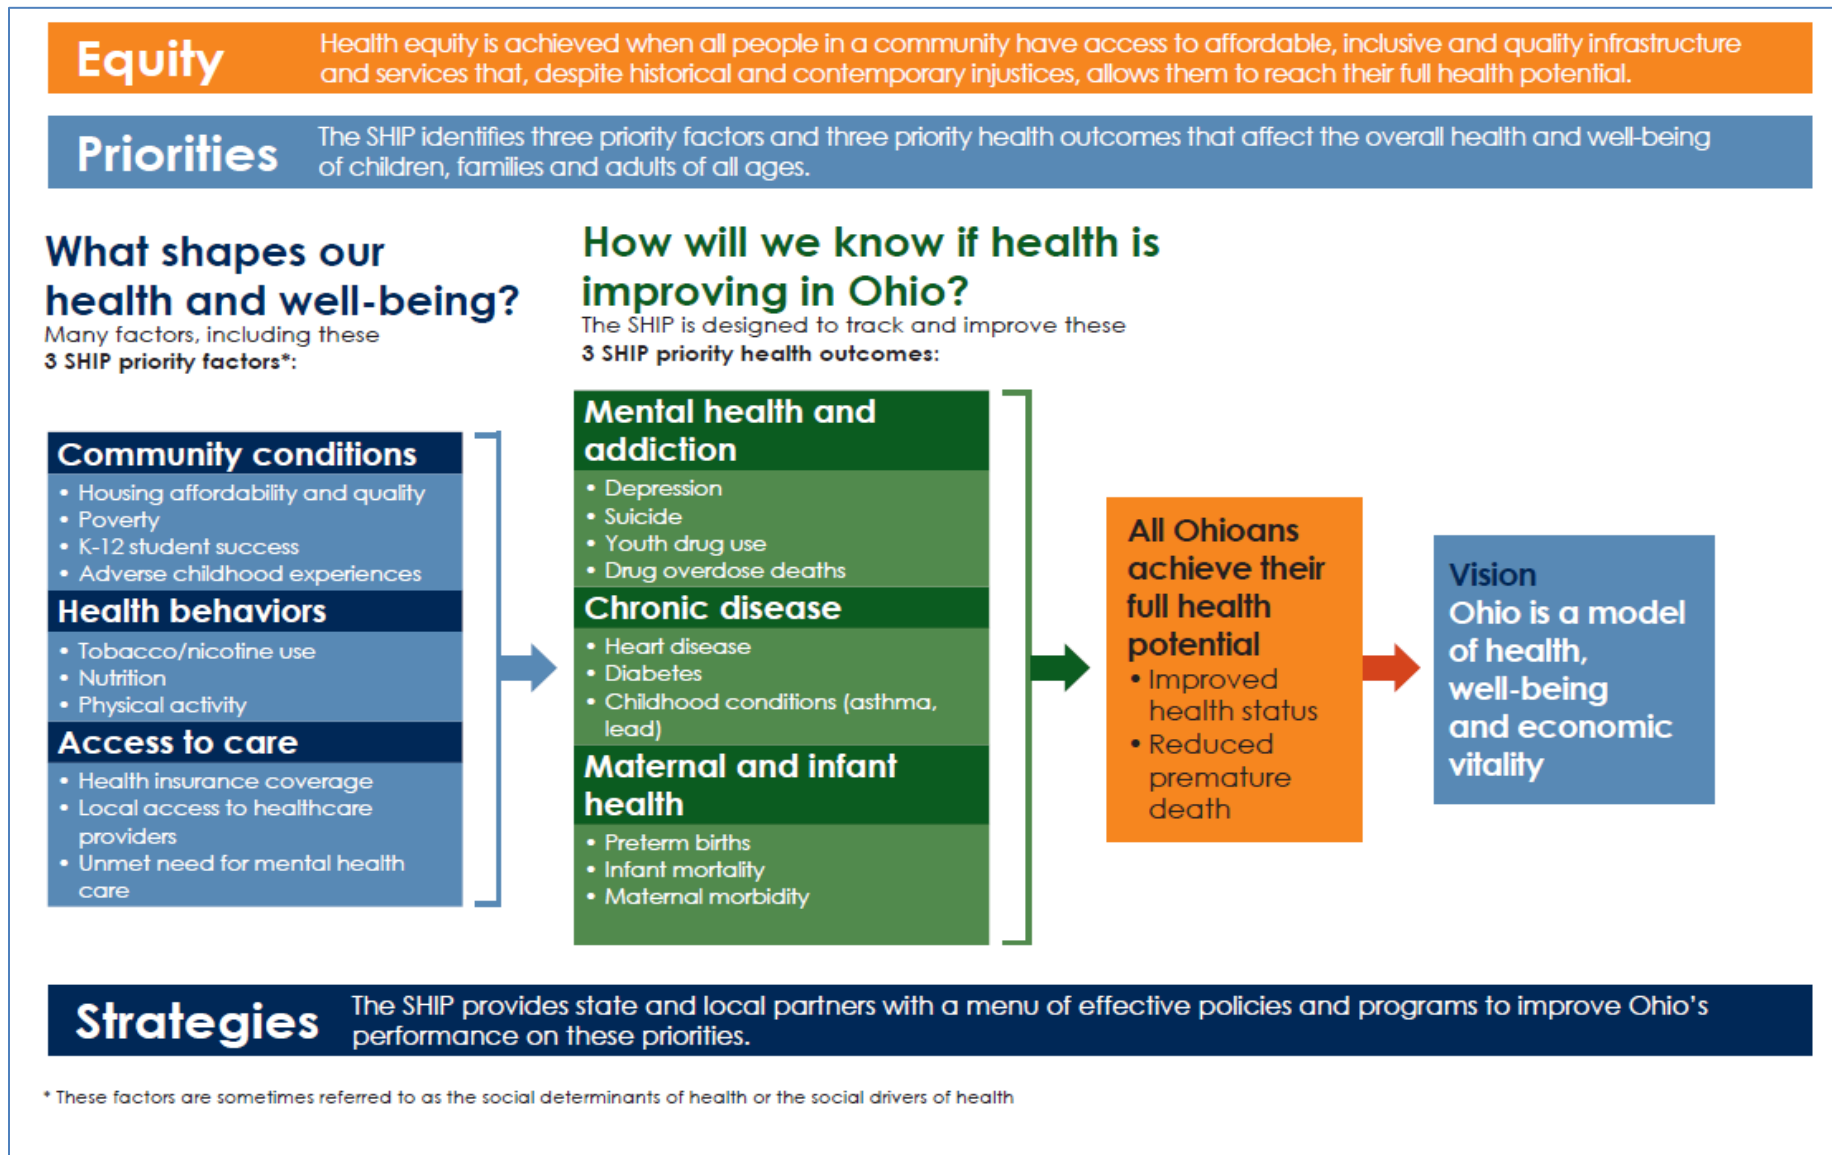 Equity
Health equity is achieved when all people in a community have access to affordable, inclusive and quality infrastructure
and services that, despite historical and contemporary injustices, allows them to reach their full health potential.
Priorities
The SHIP identifies three priority factors and three priority health outcomes that affect the overall health and well-being
of children, families and adults of all ages.
What shapes our
health and well-being?
Many factors, including these
3 SHIP priority factors*:
Community conditions
• Housing affordability and quality
• Poverty
• K-12 student success
• Adverse childhood experiences
Health behaviors
• Tobacco/nicotine use
• Nutrition
• Physical activity
Access to care
• Health insurance coverage
• Local access to healthcare
providers
• Unmet need for mental health
care
How will we know if health is
improving in Ohio?
The SHIP is designed to track and improve these
3 SHIP priority health outcomes:
Mental health and
addiction
• Depression
• Suicide
• Youth drug use
• Drug overdose deaths
Chronic disease
• Heart disease
• Diabetes
• Childhood conditions (asthma,
lead)
Maternal and infant
health
• Preterm births
• Infant mortality
• Maternal morbidity
All Ohioans
achieve their
full health
potential
• Improved
health status
• Reduced
premature
death
Vision
Ohio is a model
of health,
well-being
and economic
vitality
Strategies
The SHIP provides state and local partners with a menu of effective policies and programs to improve Ohio's
performance on these priorities.
* These factors are sometimes referred to as the social determinants of health or the social drivers of health